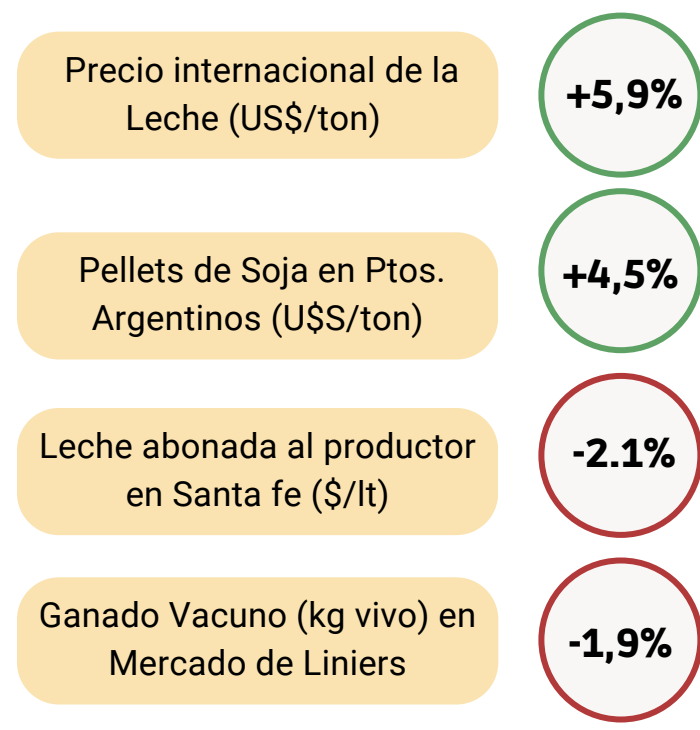 Precio internacional de la
Leche (US$/ton)
+5,9%
Pellets de Soja en Ptos.
Argentinos (U$S/ton)
+4,5%
Leche abonada al productor
en Santa fe ($/lt)
-2.1%
Ganado Vacuno (kg vivo) en
Mercado de Liniers
-1,9%